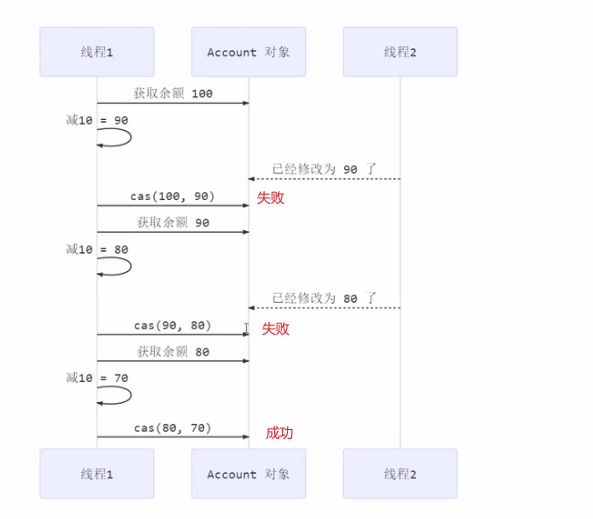 线程1
Account 对象
线程2
获取余额 100
减10 = 90
已经修改为 90 了
cas(100, 90)
失败
获取余额 90
减10 = 80
已经修改为 80 了
cas(90, 80)
失败
获取余额 80
减10 = 70
cas(80, 70)
成功
线程1
Account 对象
线程2